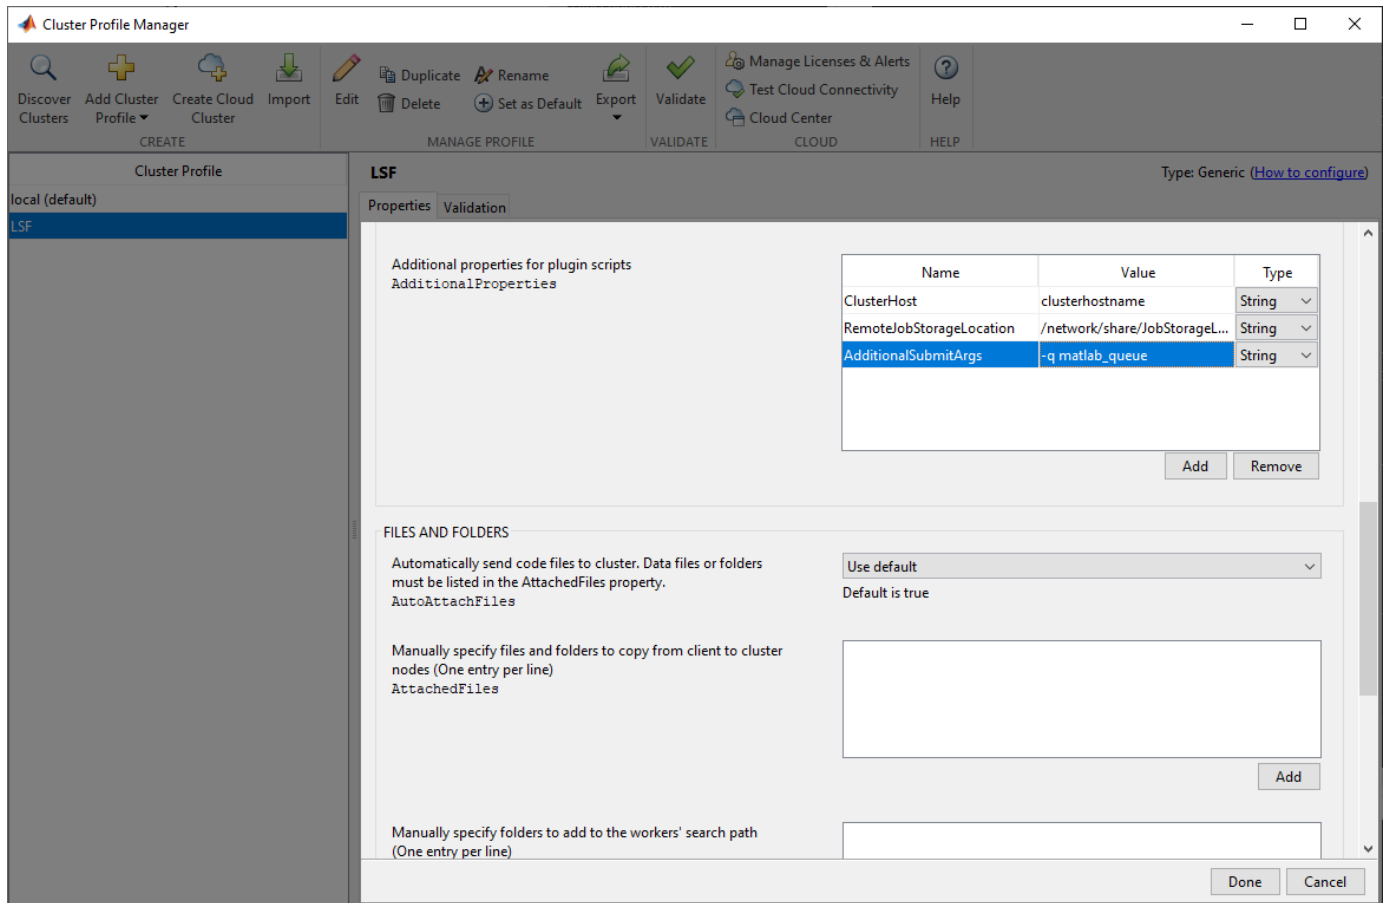 Cluster Profile Manager
Discover Clusters
Add Cluster Profile
Create Cloud Cluster
Import
CREATE
Edit
Duplicate
Rename
Delete
Set as Default
Export
MANAGE PROFILE
Validate
VALIDATE
Manage Licenses & Alerts
Test Cloud Connectivity
Cloud Center
CLOUD
Help
HELP
Cluster Profile
local (default)
LSF
LSF
Type: Generic (How to configure)
Properties
Validation
Additional properties for plugin scripts
AdditionalProperties
Name Value Type
ClusterHost clusterhostname String
RemoteJobStorageLocation /network/share/JobStorageL... String
AdditionalSubmitArgs -q matlab_queue String
Add Remove
FILES AND FOLDERS
Automatically send code files to cluster. Data files or folders
must be listed in the AttachedFiles property.
AutoAttachFiles
Use default
Default is true
Manually specify files and folders to copy from client to cluster
nodes (One entry per line)
AttachedFiles
Add
Manually specify folders to add to the workers' search path
(One entry per line)
Done Cancel